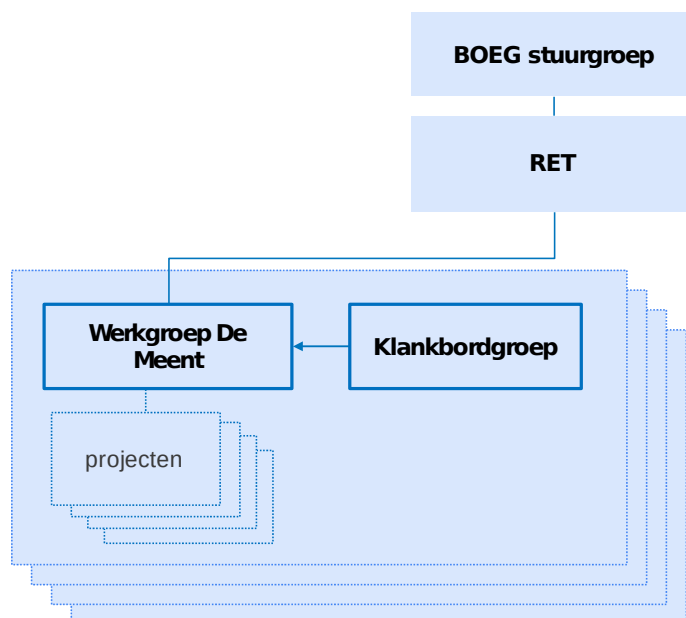 BOEG stuurgroep
RET
Werkgroep De
Meent
Klankbordgroep
projecten